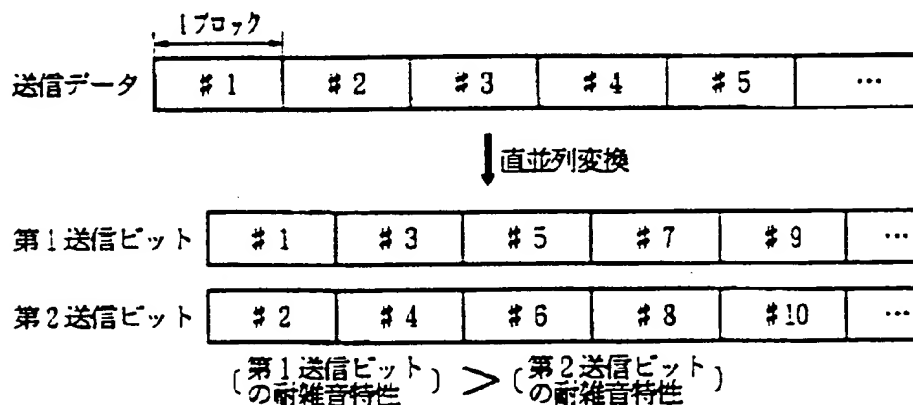 1ブロック
送信データ #1 #2 #3 #4 #5 …
直並列変換
第1送信ビット #1 #3 #5 #7 #9 …
第2送信ビット #2 #4 #6 #8 #10 …
(第1送信ビットの耐雑音特性) > (第2送信ビットの耐雑音特性)